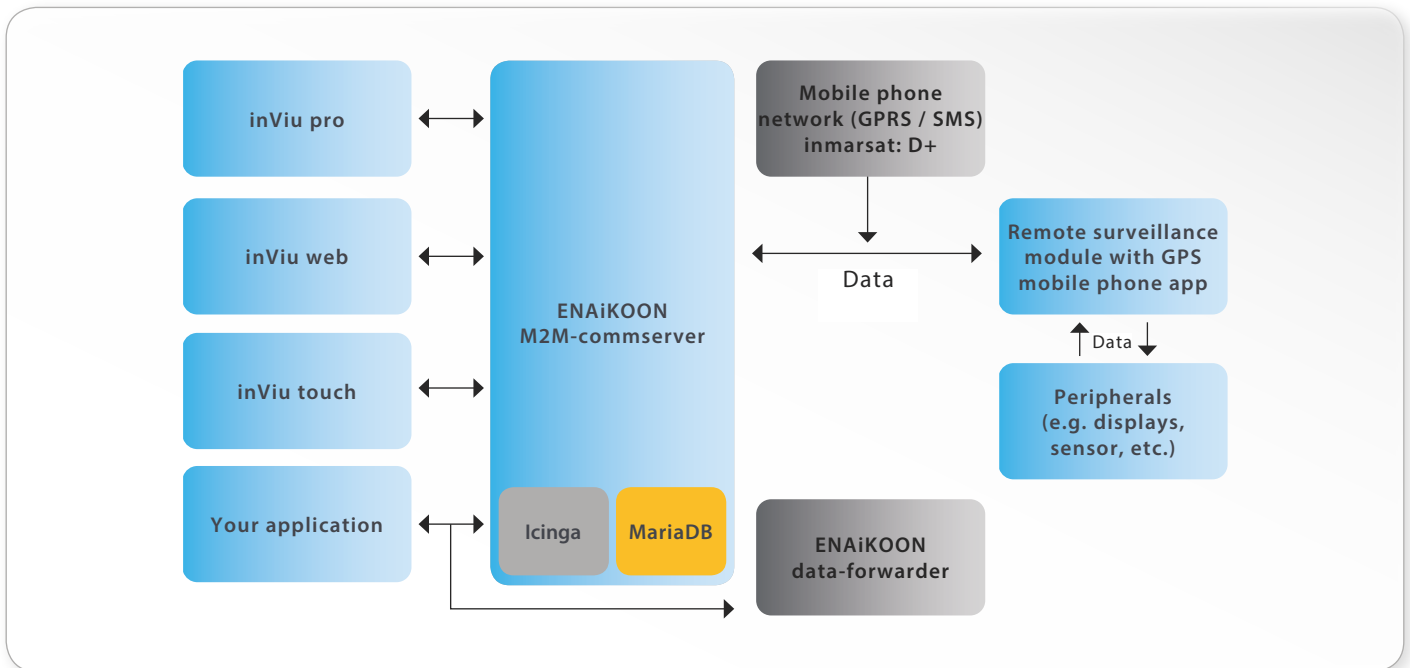 inViu pro
inViu web
inViu touch
Your application
ENAiKOON
M2M-commserver
Icinga
MariaDB
Mobile phone
network (GPRS / SMS)
inmarsat: D+
Data
Remote surveillance
module with GPS
mobile phone app
Data
Peripherals
(e.g. displays,
sensor, etc.)
ENAiKOON
data-forwarder